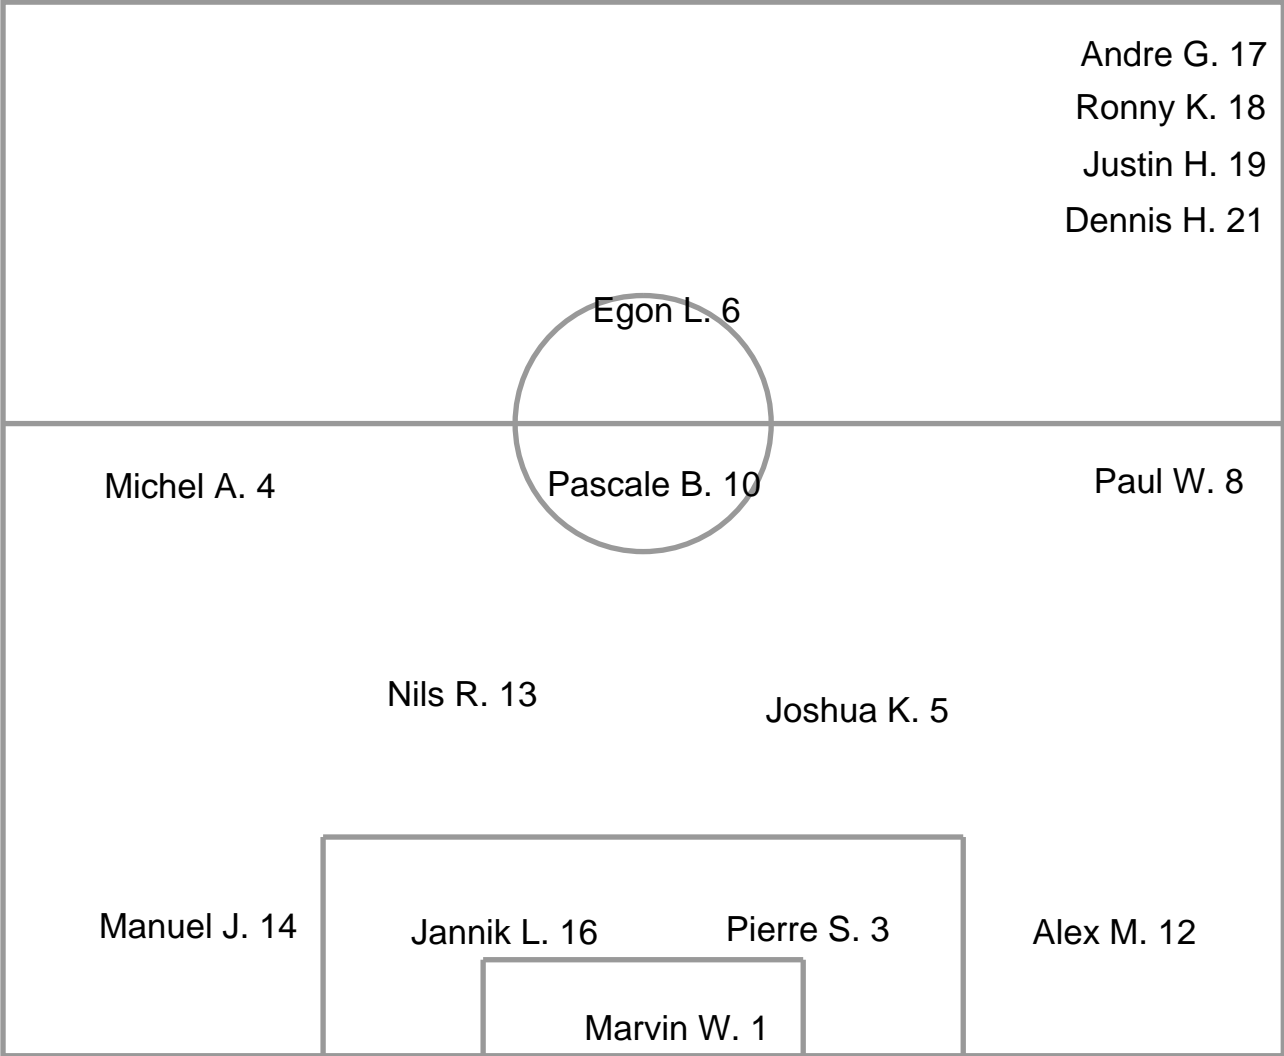 Andre G. 17
Ronny K. 18
Justin H. 19
Dennis H. 21
Egon L. 6
Michel A. 4
Pascale B. 10
Paul W. 8
Nils R. 13
Joshua K. 5
Manuel J. 14
Jannik L. 16
Pierre S. 3
Alex M. 12
Marvin W. 1